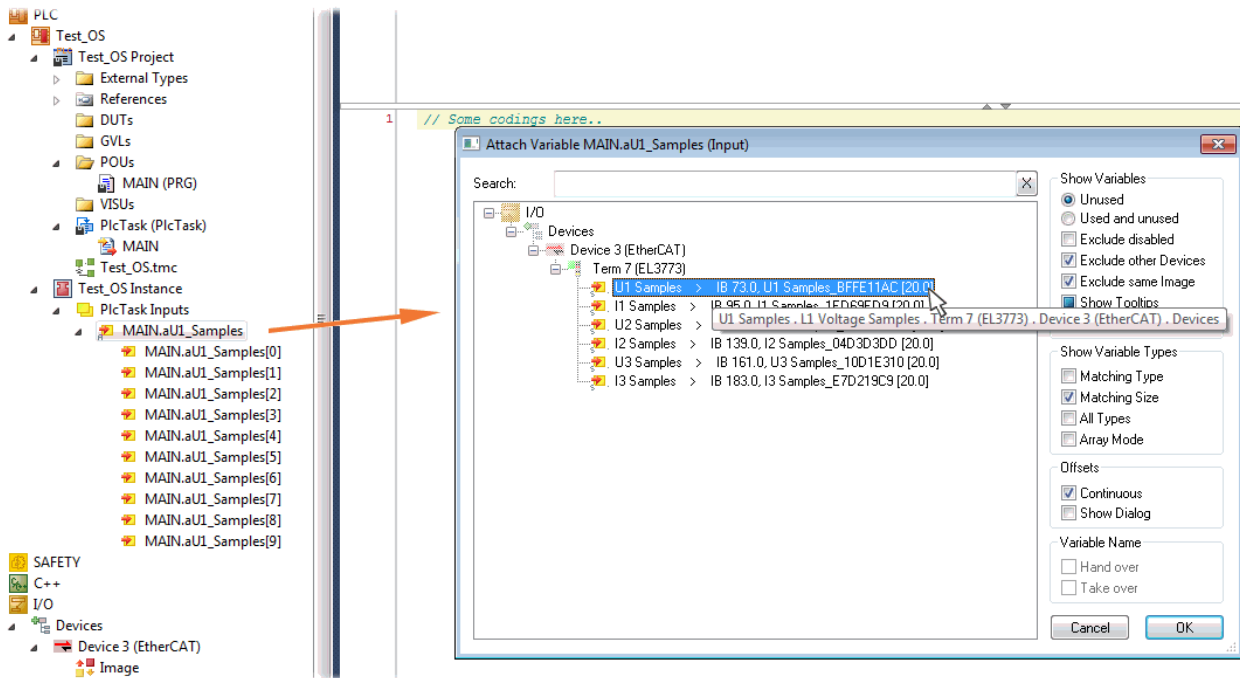 PLC
Test_OS
Test_OS Project
External Types
References
DUTs
GVLs
POUs
MAIN (PRG)
VISUs
PlcTask (PlcTask)
MAIN
Test_OS.tmc
Test_OS Instance
PlcTask Inputs
MAIN.aU1_Samples
MAIN.aU1_Samples[0]
MAIN.aU1_Samples[1]
MAIN.aU1_Samples[2]
MAIN.aU1_Samples[3]
MAIN.aU1_Samples[4]
MAIN.aU1_Samples[5]
MAIN.aU1_Samples[6]
MAIN.aU1_Samples[7]
MAIN.aU1_Samples[8]
MAIN.aU1_Samples[9]
SAFETY
C++
I/O
Devices
Device 3 (EtherCAT)
Image
1 // Some codings here..
Attach Variable MAIN.aU1_Samples (Input)
Search:
I/O
Devices
Device 3 (EtherCAT)
Term 7 (EL3773)
U1 Samples > IB 73.0, U1 Samples_BFFE11AC [20.0]
I1 Samples > IB 95.0, I1 Samples_1FD69FD9 [20.0]
U2 Samples >
U1 Samples . L1 Voltage Samples . Term 7 (EL3773) . Device 3 (EtherCAT) . Devices
I2 Samples > IB 139.0, I2 Samples_04D3D3DD [20.0]
U3 Samples > IB 161.0, U3 Samples_10D1E310 [20.0]
I3 Samples > IB 183.0, I3 Samples_E7D219C9 [20.0]
Show Variables
Unused
Used and unused
Exclude disabled
Exclude other Devices
Exclude same Image
Show Tooltips
Show Variable Types
Matching Type
Matching Size
All Types
Array Mode
Offsets
Continuous
Show Dialog
Variable Name
Hand over
Take over
Cancel
OK